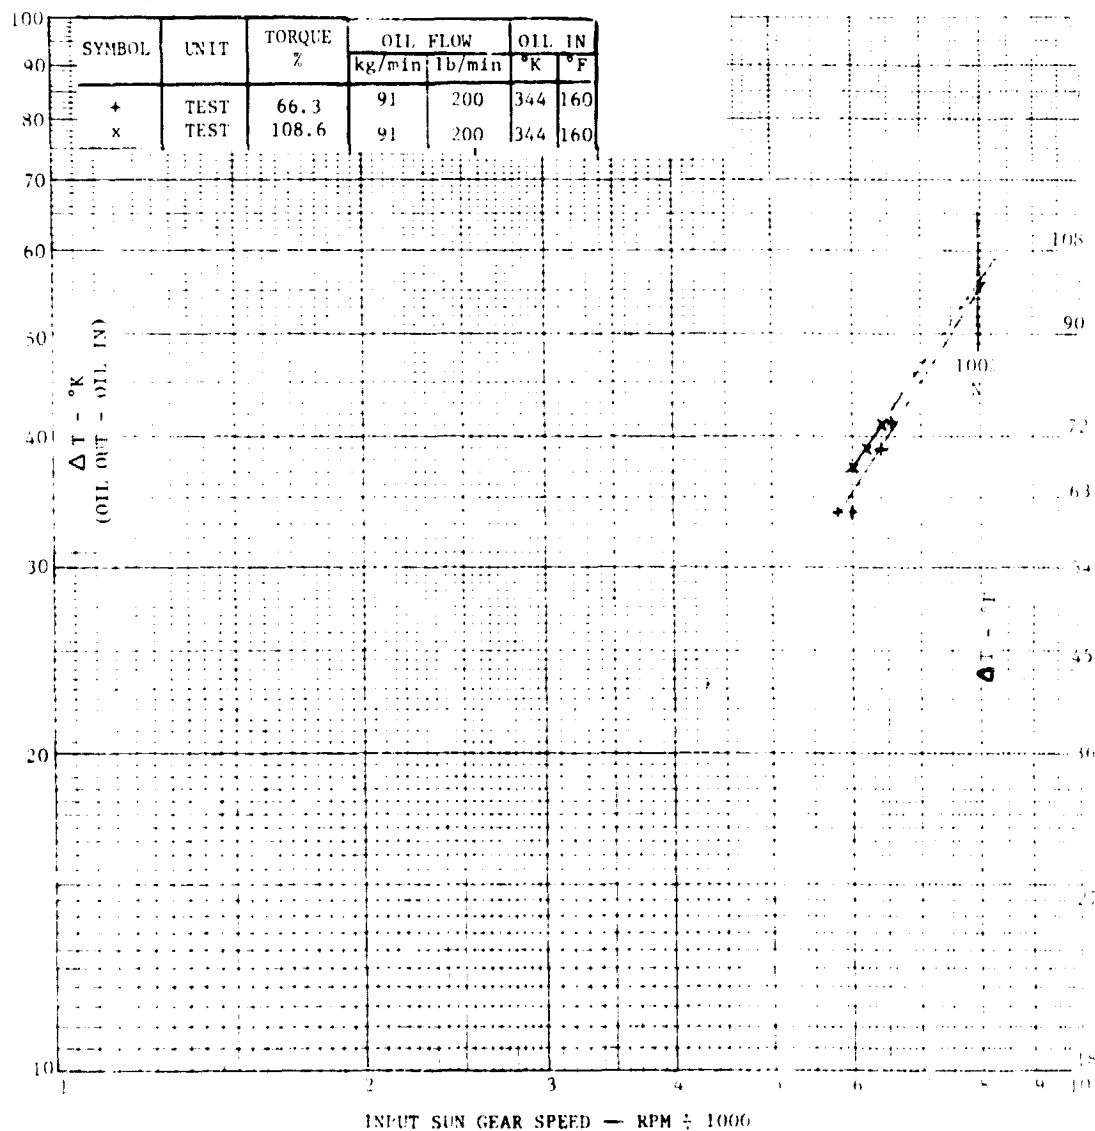 SYMBOL UNIT TORQUE % OIL FLOW OIL IN
kg/min lb/min °K °F
+ TEST 66.3 91 200 344 160
x TEST 108.6 91 200 344 160
100
90
80
70
60
50
40
30
20
10
Δ T - °K
(OIL OUT - OIL IN)
108
90
72
63
54
45
36
27
18
Δ T - °F
100%
N
1 2 3 4 5 6 7 8 9 10
INPUT SUN GEAR SPEED — RPM ÷ 1000